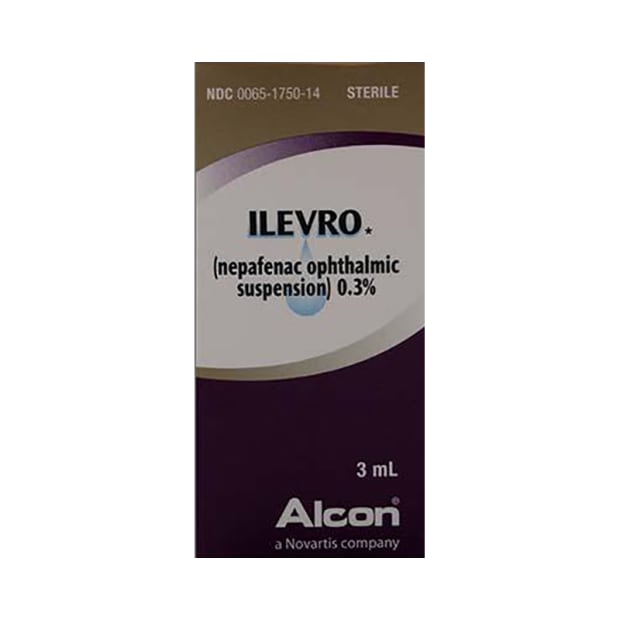 NDC 0065-1750-14 STERILE
ILEVRO.★
(nepafenac ophthalmic
suspension) 0.3%
3 mL
Alcon®
a Novartis company